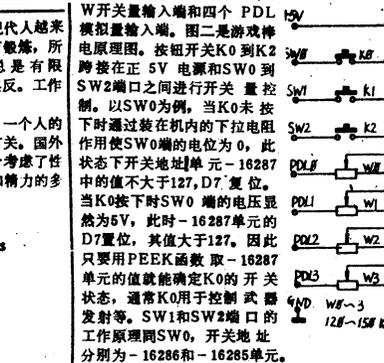 现代人越来
锻炼，所
总是有限
反。工作
一个人的
关。国外
考虑了性
和精力的多
s
W开关量输入端和四个 PDL
模拟量输入端。图二是游戏棒
电原理图。按钮开关K0到K2
跨接在正 5V 电源和SW0到
SW2端口之间进行开关 量控
制。以SW0为例，当K0未 按
下时通过装在机内的下拉电阻
作用使SW0端的电位为0，此
状态下开关地址单 元－16287
中的值不大于127，D7 复 位。
当K0按下时SW0 端的电压显
然为5V，此时－16287单元的
D7置位，其值大于127。因此
只要用PEEK函数 取－16287
单元的值就能确定K0的 开 关
状态，通常K0用于控制 武 器
发射等。SW1和SW2端 口 的
工作原理同SW0，开关地 址
分别为－16286和－16285单元。
+5V
SW0 K0
SW1 K1
SW2 K2
PDL0 W0
PDL1 W1
PDL2 W2
PDL3 W3
GND W0～3
120～150K